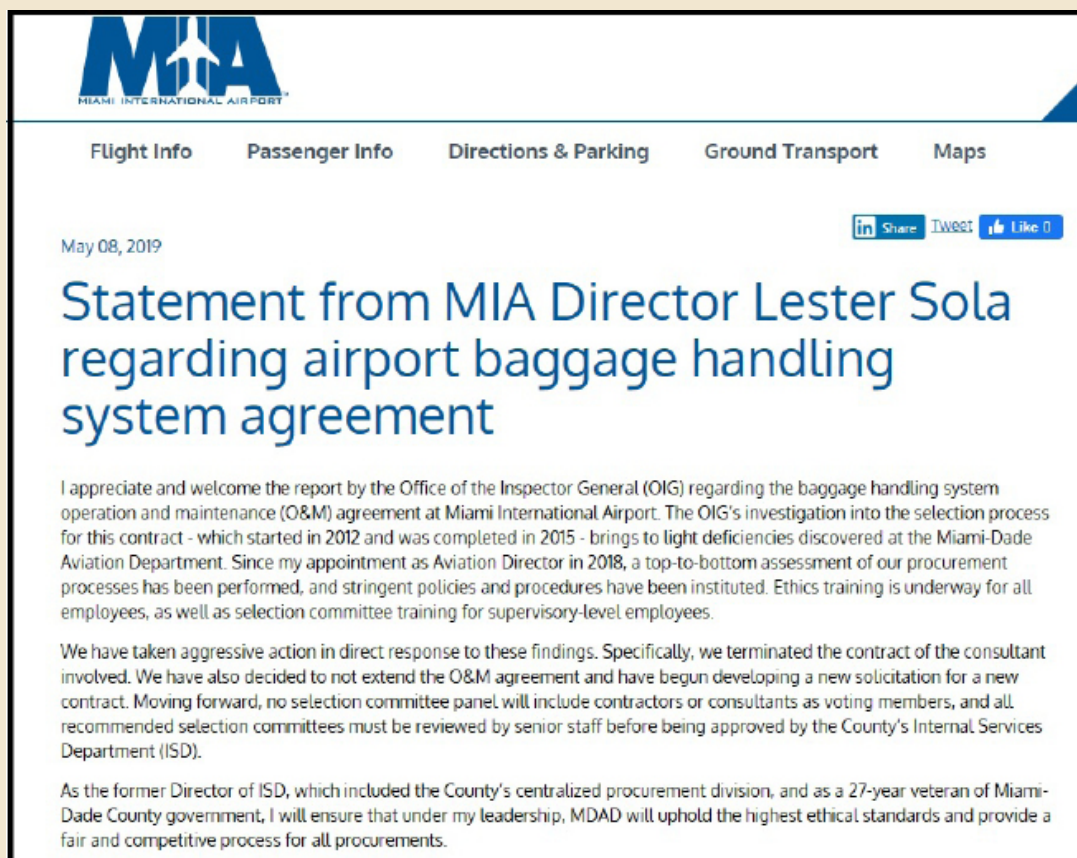 MIA
MIAMI INTERNATIONAL AIRPORT
Flight Info Passenger Info Directions & Parking Ground Transport Maps
in Share Tweet Like 0
May 08, 2019
Statement from MIA Director Lester Sola
regarding airport baggage handling
system agreement
I appreciate and welcome the report by the Office of the Inspector General (OIG) regarding the baggage handling system
operation and maintenance (O&M) agreement at Miami International Airport. The OIG's investigation into the selection process
for this contract - which started in 2012 and was completed in 2015 - brings to light deficiencies discovered at the Miami-Dade
Aviation Department. Since my appointment as Aviation Director in 2018, a top-to-bottom assessment of our procurement
processes has been performed, and stringent policies and procedures have been instituted. Ethics training is underway for all
employees, as well as selection committee training for supervisory-level employees.
We have taken aggressive action in direct response to these findings. Specifically, we terminated the contract of the consultant
involved. We have also decided to not extend the O&M agreement and have begun developing a new solicitation for a new
contract. Moving forward, no selection committee panel will include contractors or consultants as voting members, and all
recommended selection committees must be reviewed by senior staff before being approved by the County's Internal Services
Department (ISD).
As the former Director of ISD, which included the County's centralized procurement division, and as a 27-year veteran of Miami-
Dade County government, I will ensure that under my leadership, MDAD will uphold the highest ethical standards and provide a
fair and competitive process for all procurements.